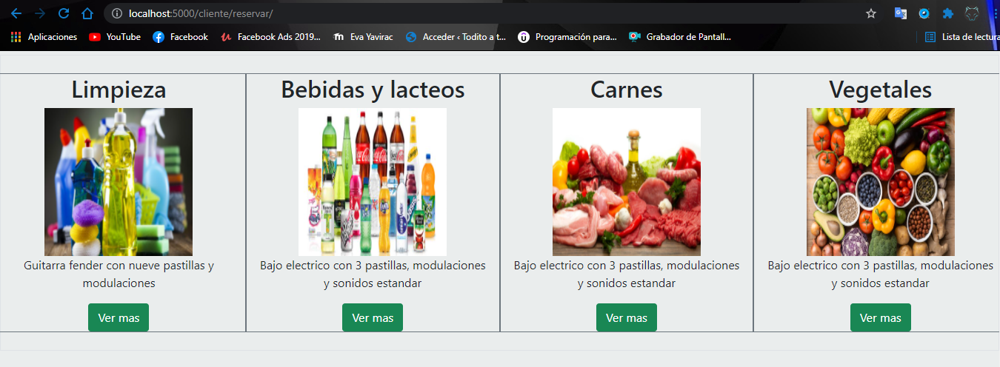 localhost:5000/cliente/reservar/
Aplicaciones YouTube Facebook Facebook Ads 2019... Eva Yavirac Acceder ‹ Todito a t... Programación para... Grabador de Pantall... Lista de lectura
Limpieza
Guitarra fender con nueve pastillas y
modulaciones
Ver mas
Bebidas y lacteos
Bajo electrico con 3 pastillas, modulaciones
y sonidos estandar
Ver mas
Carnes
Bajo electrico con 3 pastillas, modulaciones
y sonidos estandar
Ver mas
Vegetales
Bajo electrico con 3 pastillas, modulaciones
y sonidos estandar
Ver mas